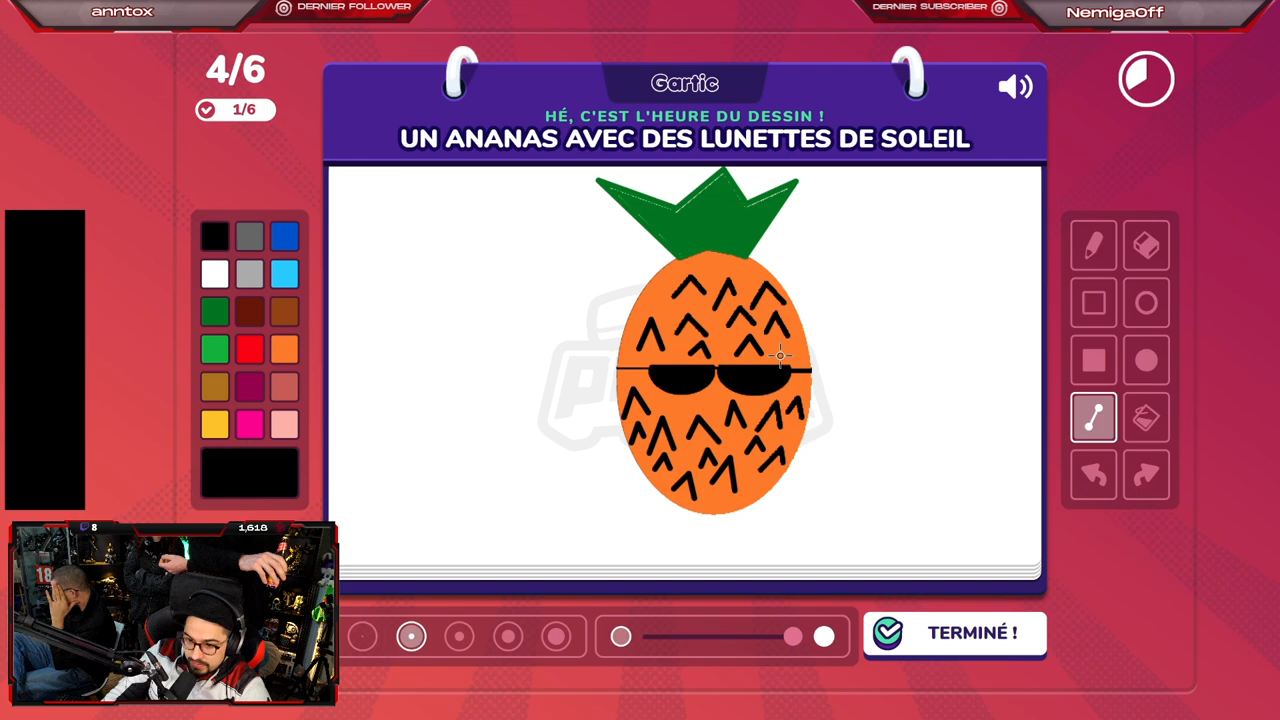 anntox
DERNIER FOLLOWER
DERNIER SUBSCRIBER
NemigaOff
4/6
1/6
Gartic
HÉ, C'EST L'HEURE DU DESSIN !
UN ANANAS AVEC DES LUNETTES DE SOLEIL
8
1,618
18
TERMINÉ !